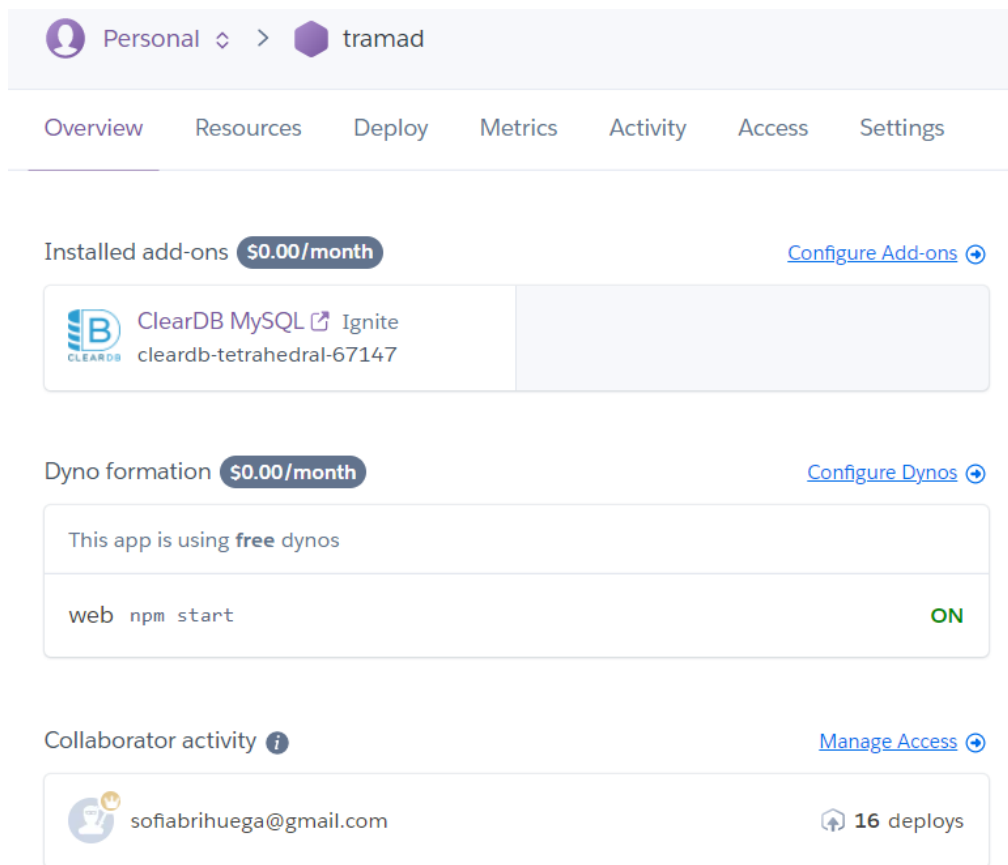 Personal > tramad
Overview Resources Deploy Metrics Activity Access Settings
Installed add-ons $0.00/month Configure Add-ons
ClearDB MySQL Ignite
CLEARDB cleardb-tetrahedral-67147
Dyno formation $0.00/month Configure Dynos
This app is using free dynos
web npm start ON
Collaborator activity i Manage Access
sofiabrihuega@gmail.com 16 deploys